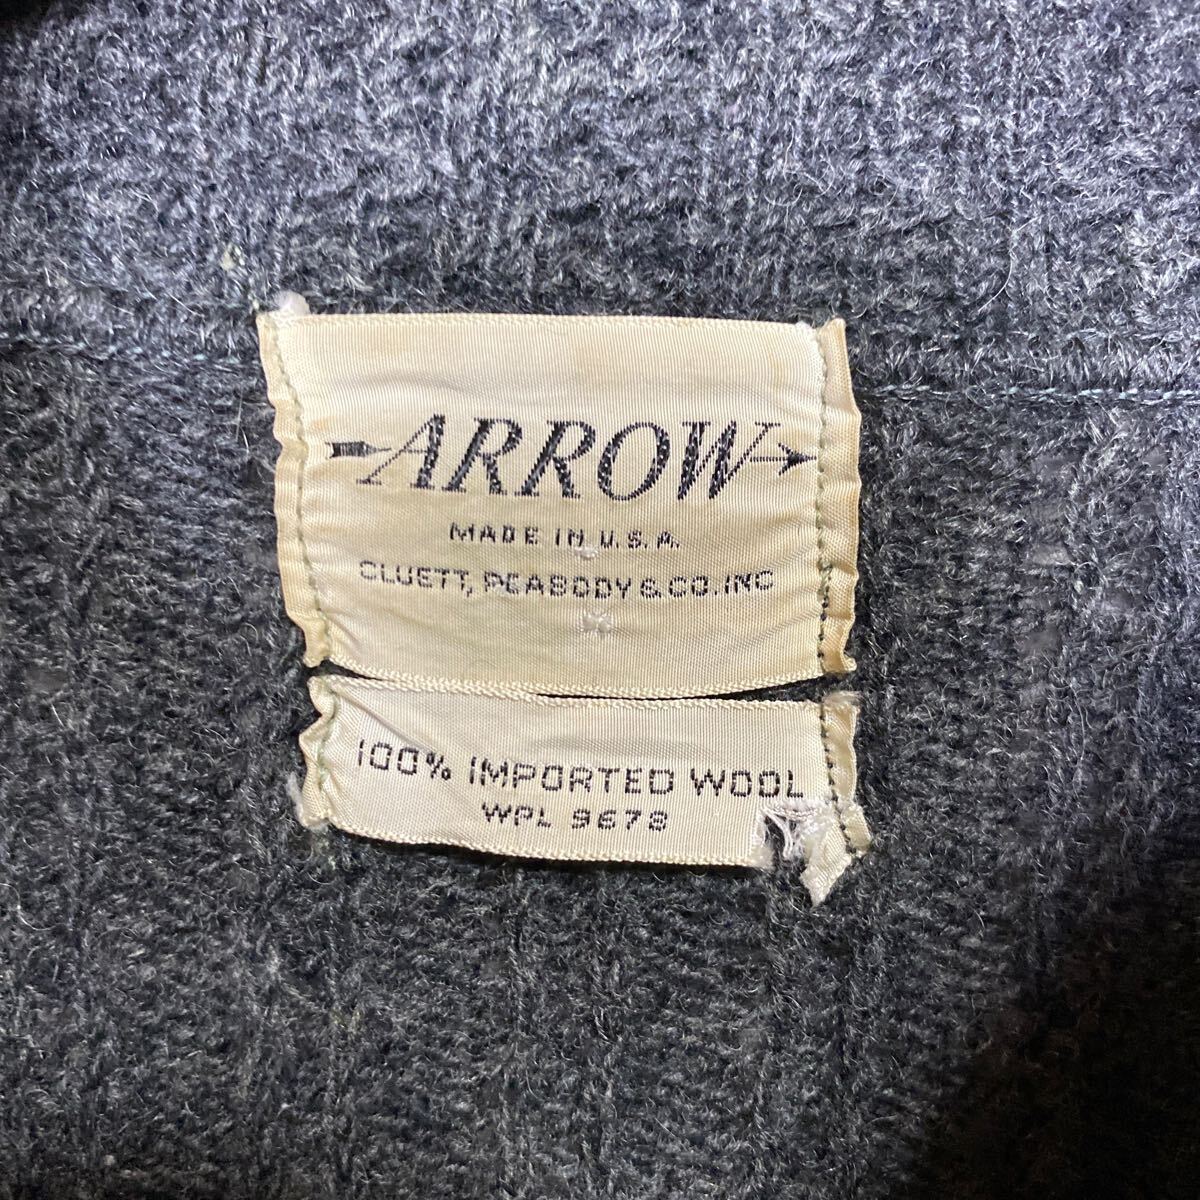 ARROW
MADE IN U.S.A.
CLUETT, PEABODY & CO. INC
100% IMPORTED WOOL
WPL 9678